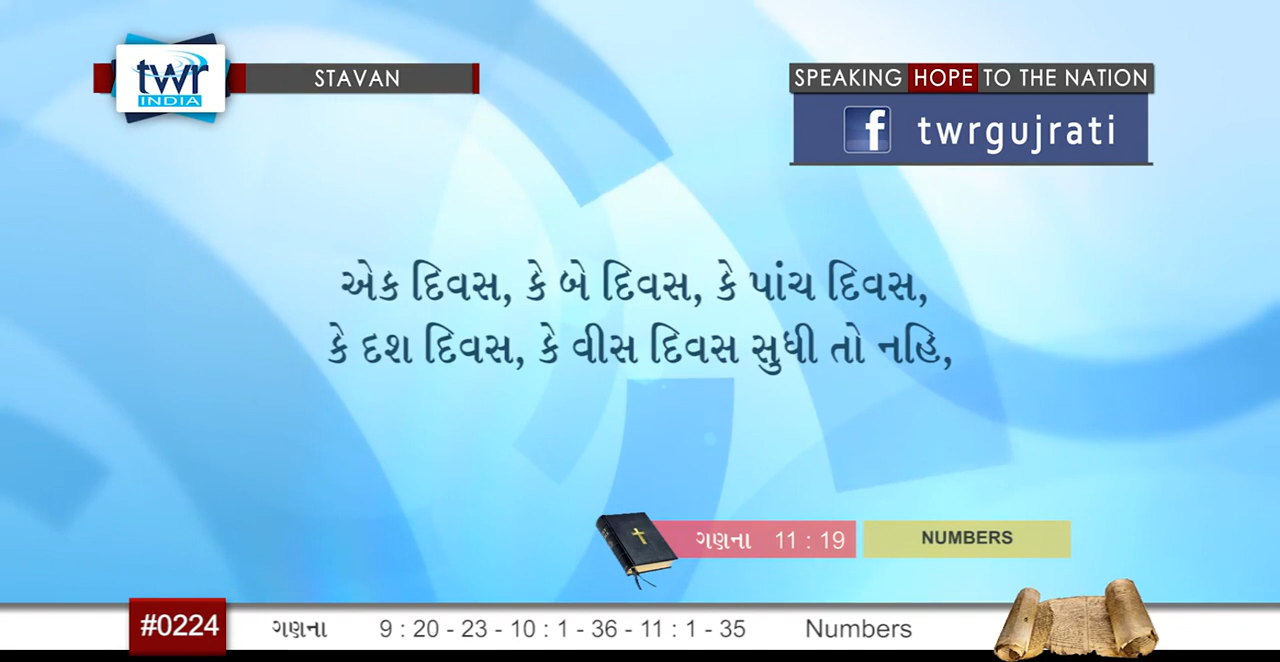 twr
INDIA
STAVAN
SPEAKING HOPE TO THE NATION
f twrgujrati
એક દિવસ, કે બે દિવસ, કે પાંચ દિવસ,
કે દશ દિવસ, કે વીસ દિવસ સુધી તો નહિ,
ગણના 11 : 19 NUMBERS
#0224 ગણના 9 : 20 - 23 - 10 : 1 - 36 - 11 : 1 - 35 Numbers